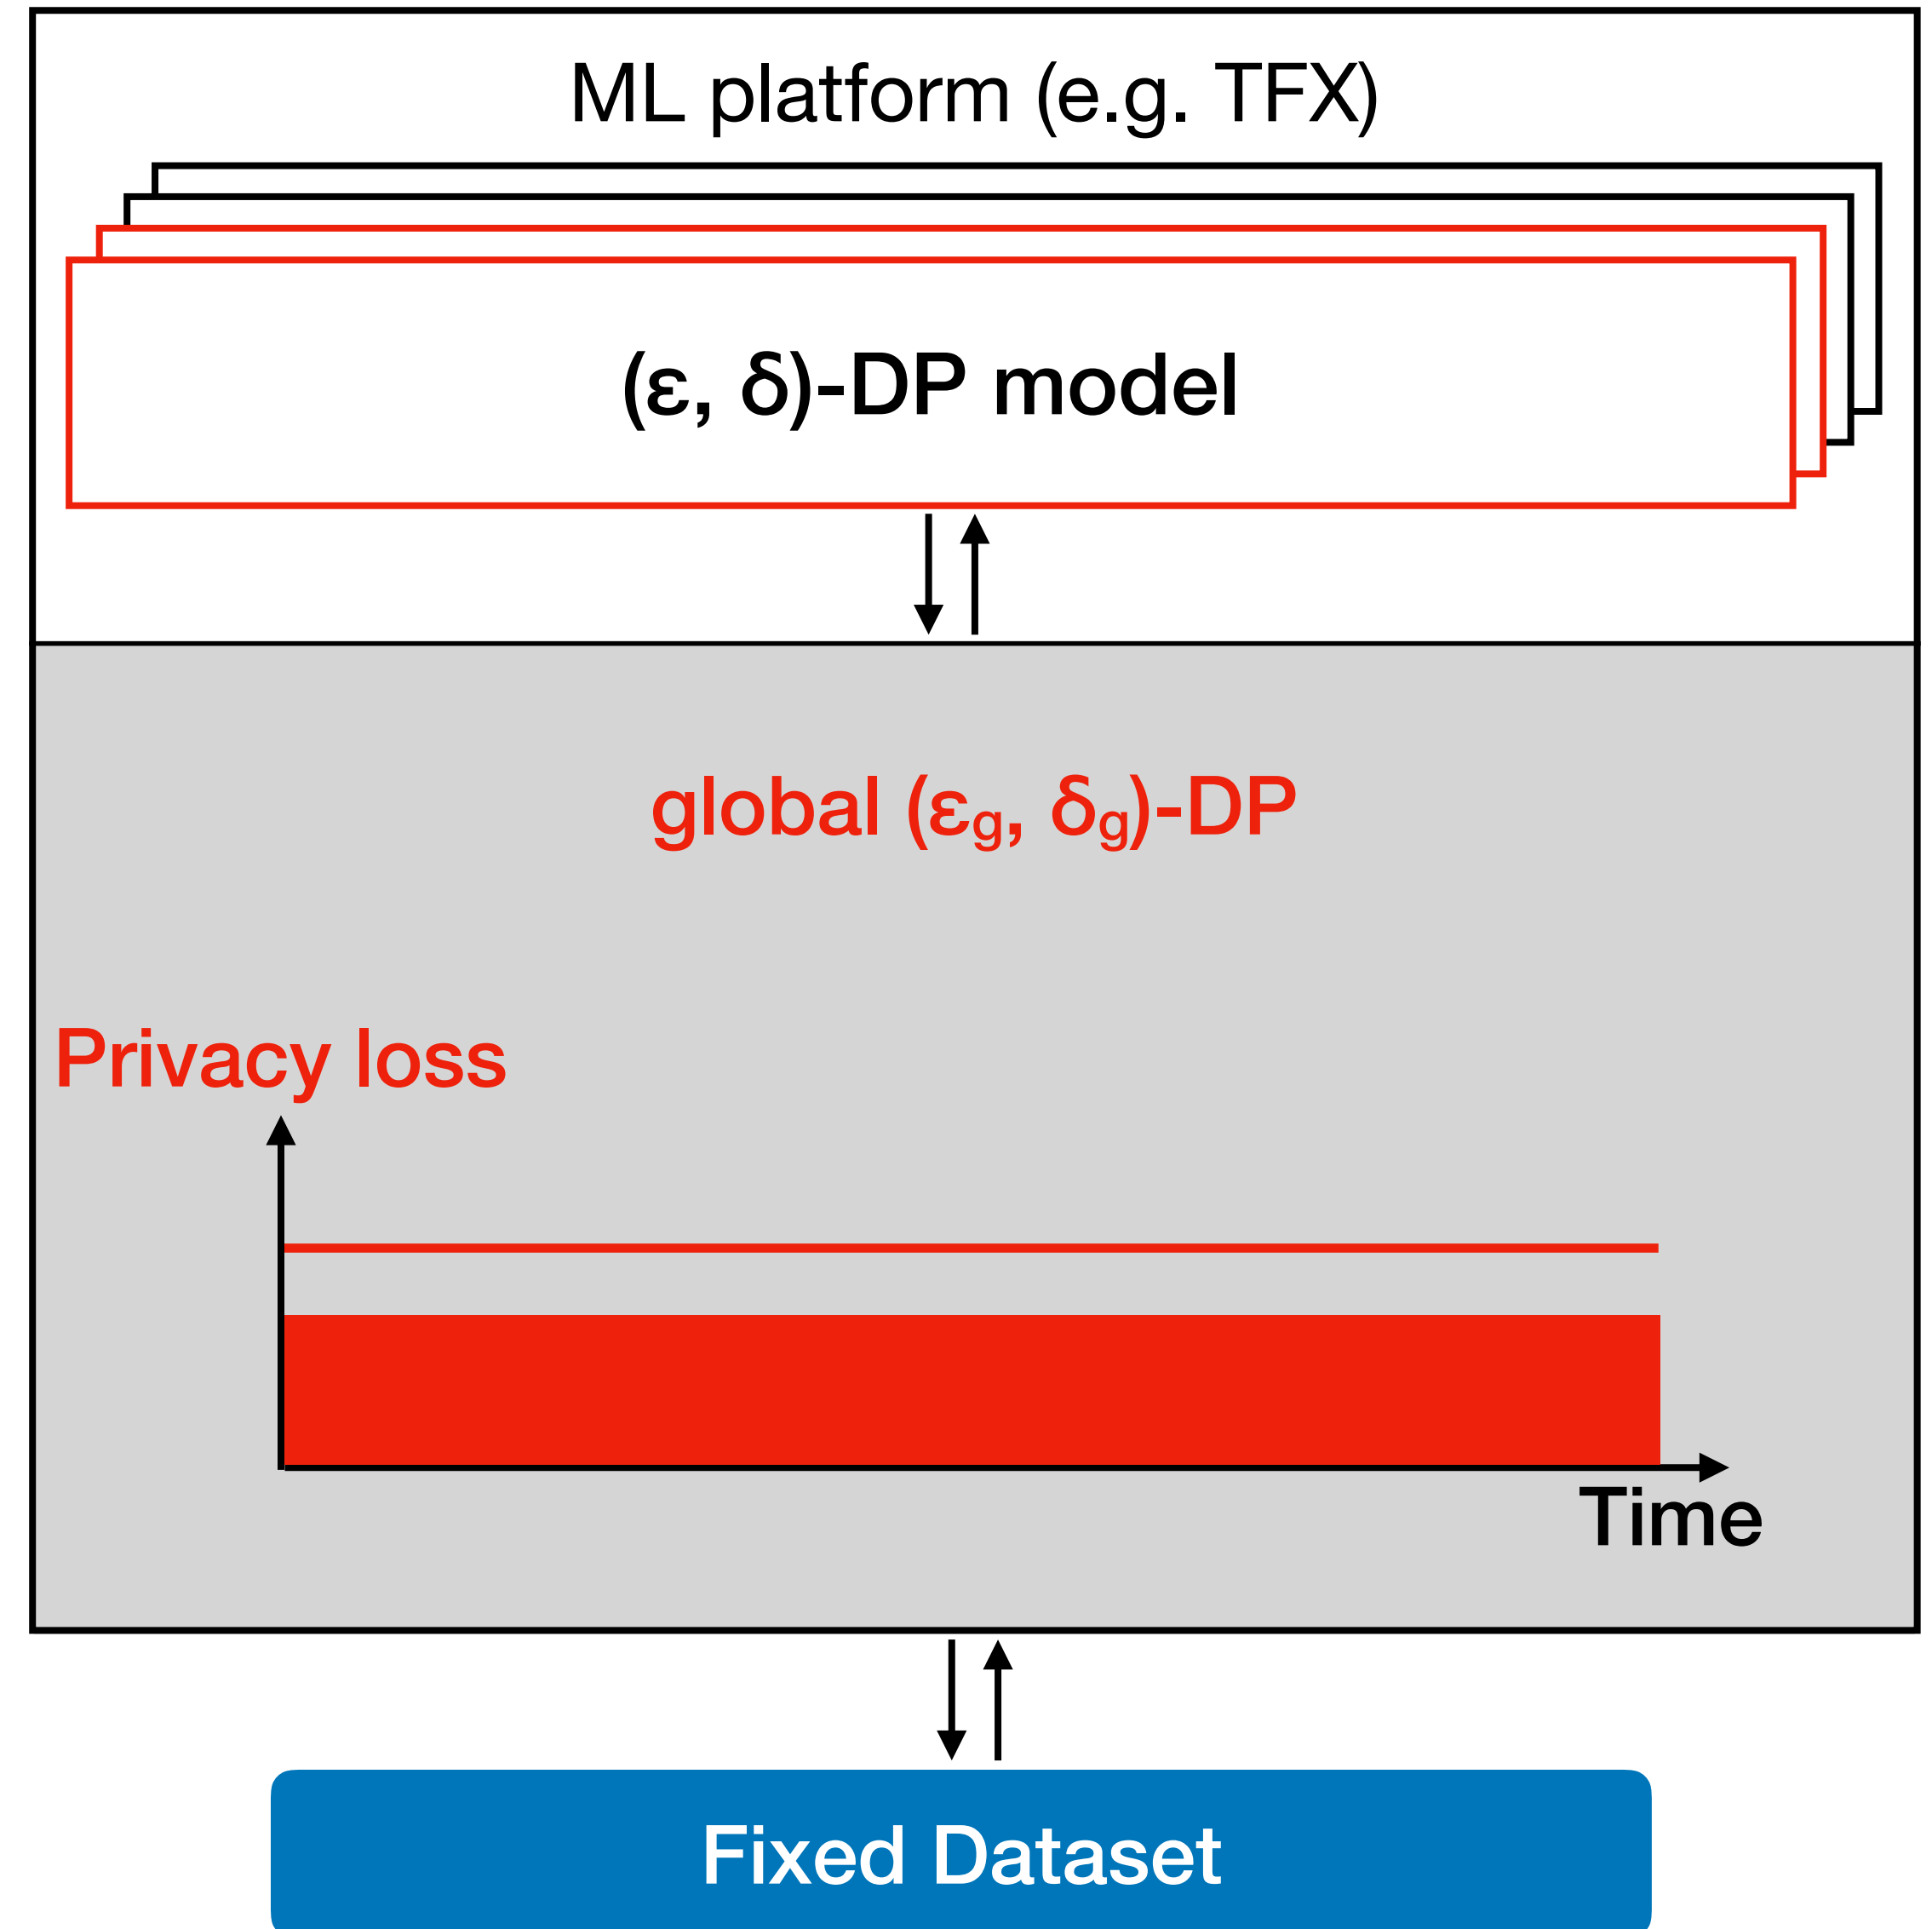 ML platform (e.g. TFX)
(ε, δ)-DP model
global (εg, δg)-DP
Privacy loss
Time
Fixed Dataset